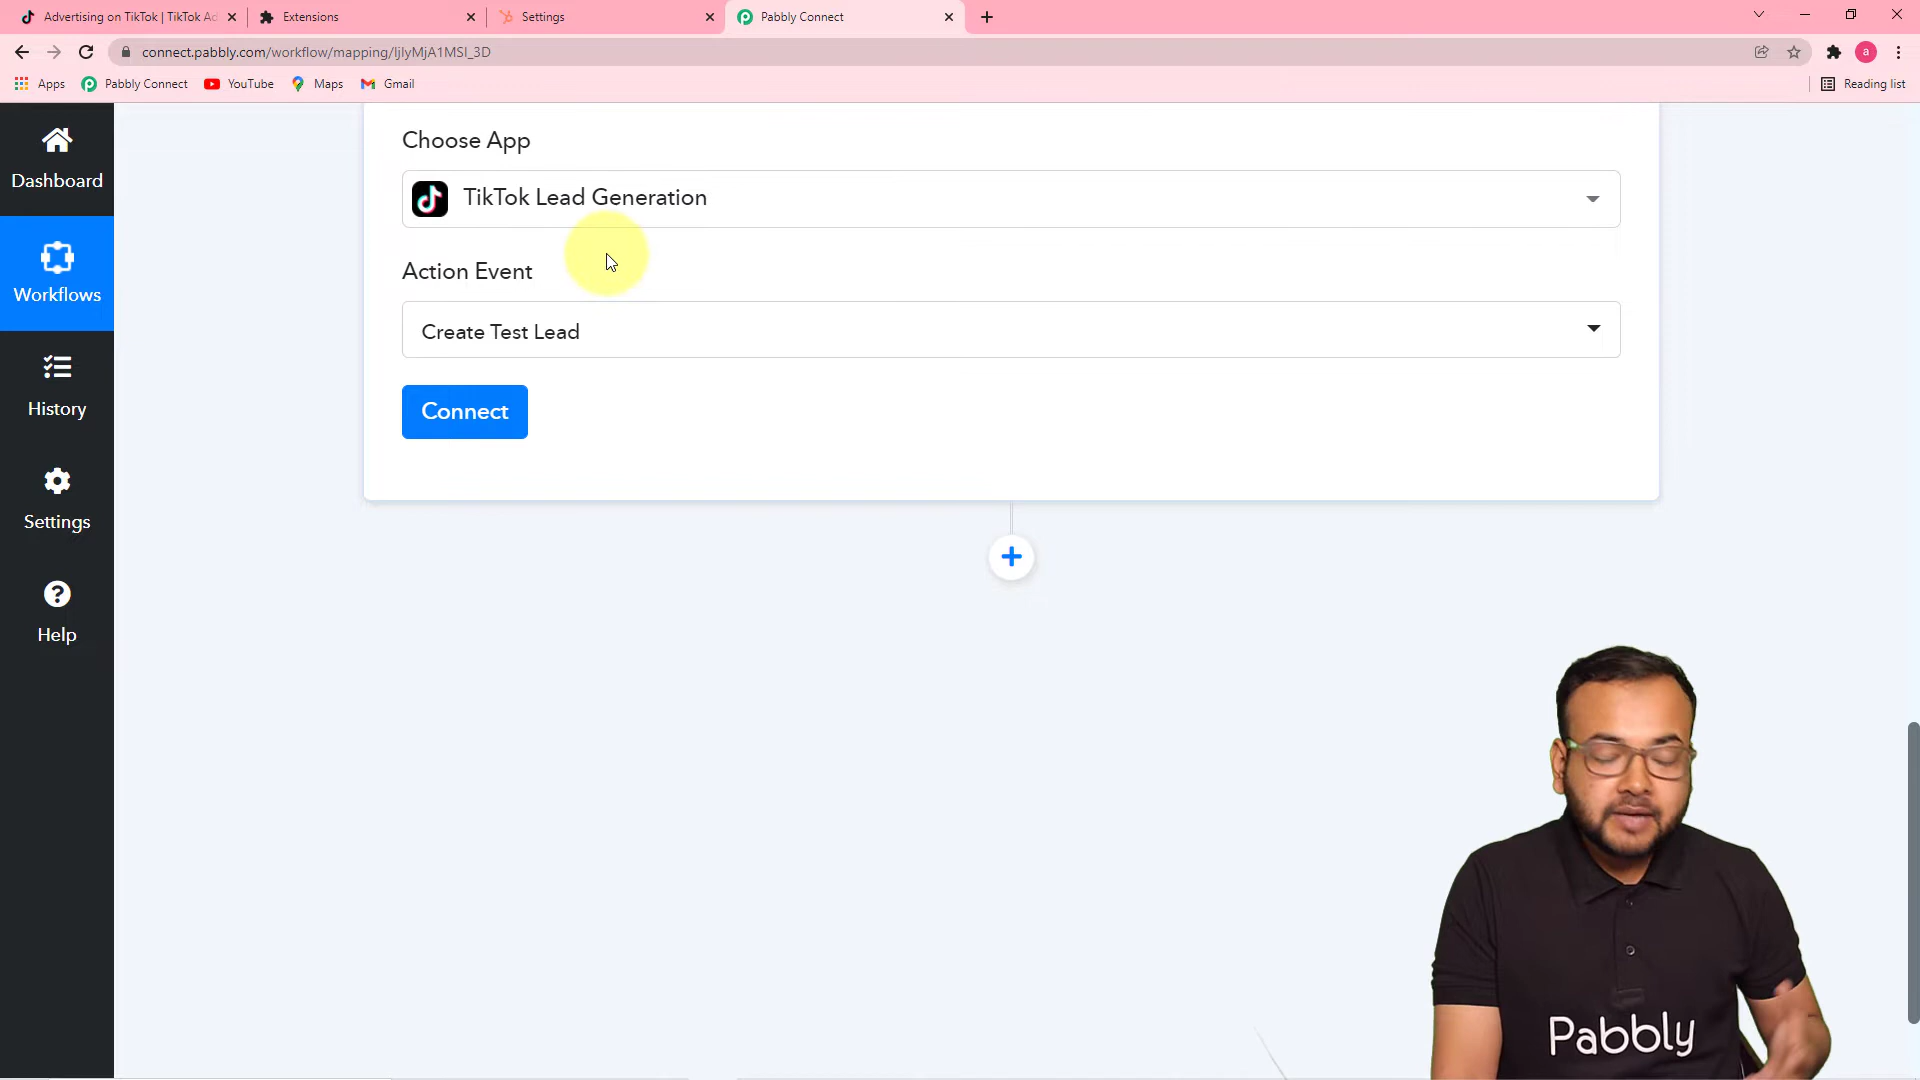 Advertising on TikTok | TikTok Ad
Extensions
Settings
Pabbly Connect
connect.pabbly.com/workflow/mapping/IjIyMjA1MSI_3D
a
Apps
Pabbly Connect
YouTube
Maps
Gmail
Reading list
Dashboard
Workflows
History
Settings
Help
Choose App
TikTok Lead Generation
Action Event
Create Test Lead
Connect
Pabbly